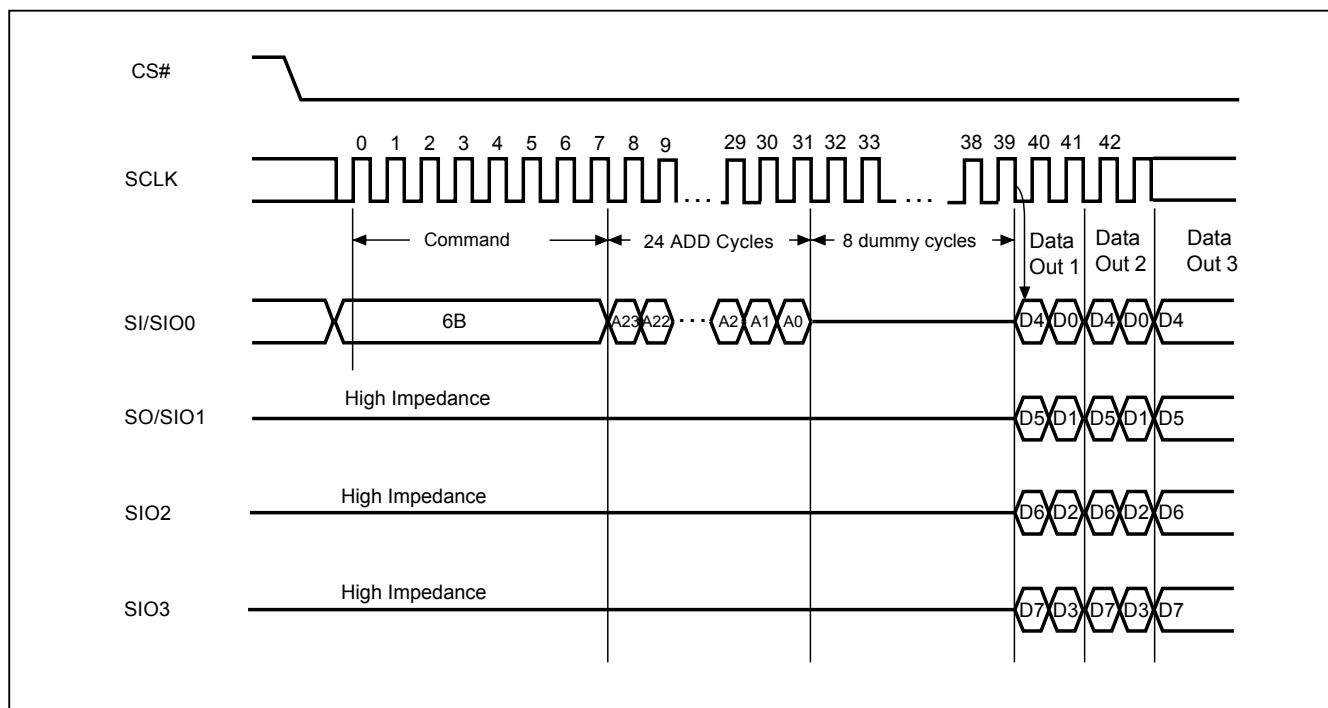 CS#
0 1 2 3 4 5 6 7 8 9 29 30 31 32 33 38 39 40 41 42
SCLK
Command 24 ADD Cycles 8 dummy cycles Data Out 1 Data Out 2 Data Out 3
SI/SIO0 6B A23 A22 A2 A1 A0 D4 D0 D4 D0 D4
High Impedance
SO/SIO1 D5 D1 D5 D1 D5
High Impedance
SIO2 D6 D2 D6 D2 D6
High Impedance
SIO3 D7 D3 D7 D3 D7